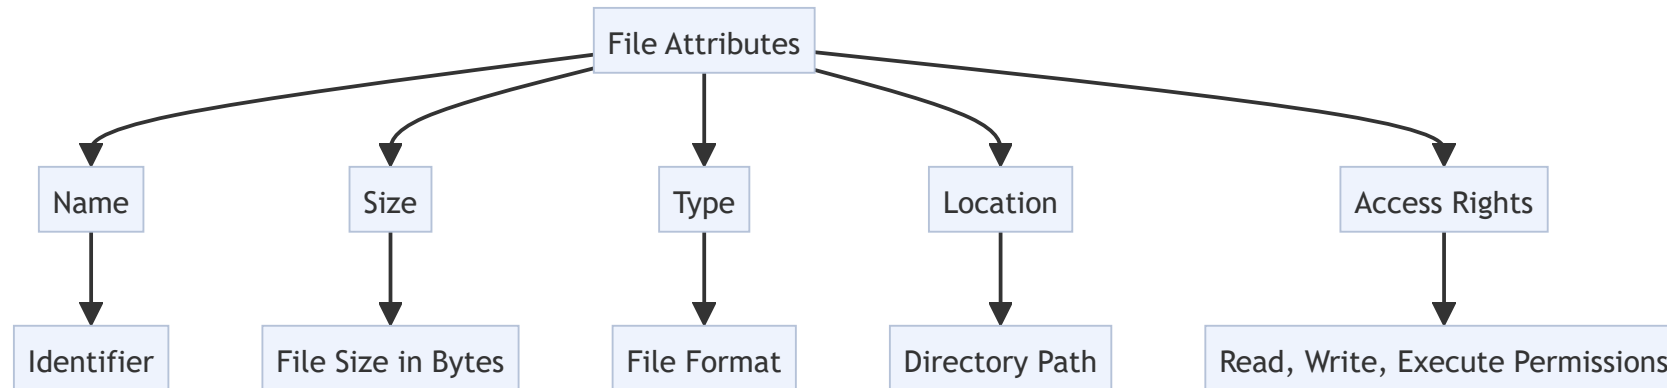 File Attributes
Name
Size
Type
Location
Access Rights
Identifier
File Size in Bytes
File Format
Directory Path
Read, Write, Execute Permissions